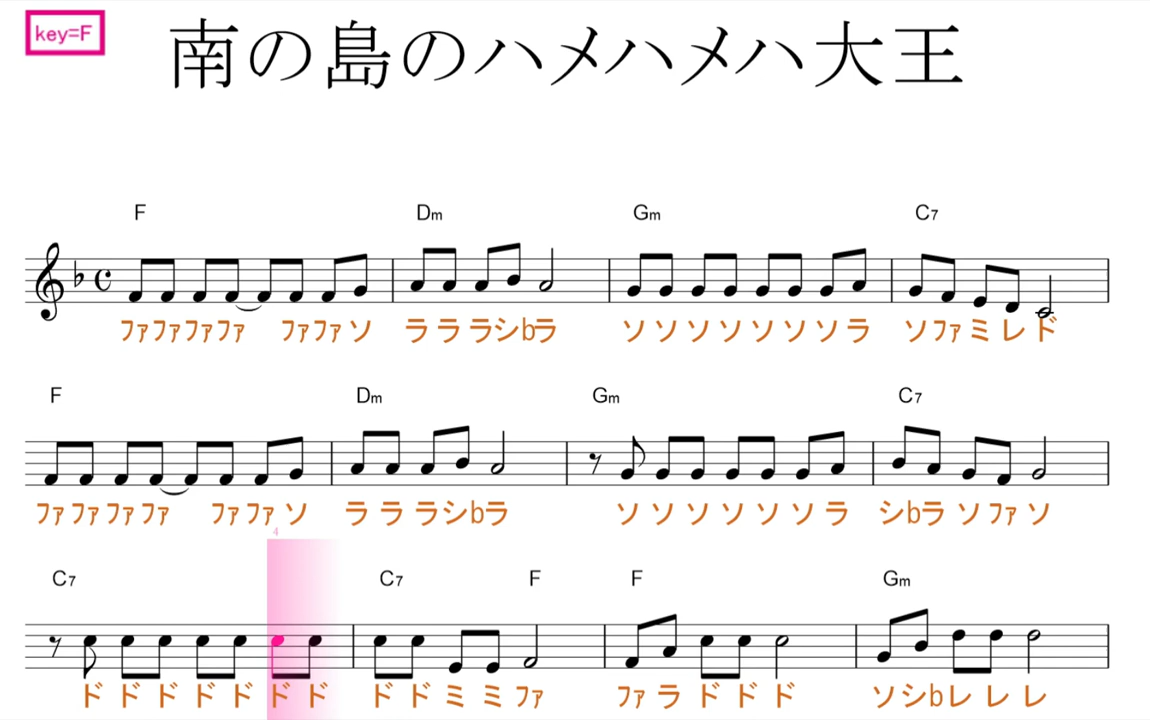 key=F
南の島のハメハメハ大王
F Dm Gm C7
ﾌｧﾌｧﾌｧﾌｧ ﾌｧﾌｧソ ラララシbラ ソソソソソソソラ ソﾌｧミレド
F Dm Gm C7
ﾌｧﾌｧﾌｧﾌｧ ﾌｧﾌｧソ ラララシbラ ソソソソソソラ シbラソﾌｧソ
4
C7 C7 F F Gm
ドドドドドドド ドドミミﾌｧ ﾌｧラドドド ソシbレレレ